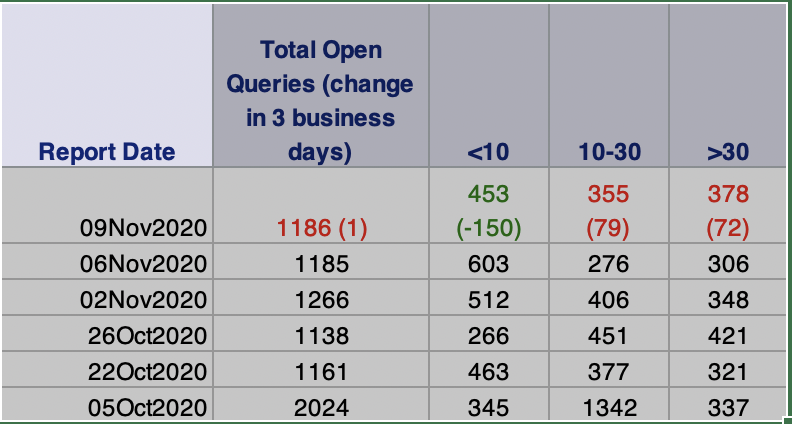 Total Open
Queries (change
in 3 business
Report Date days) <10 10-30 >30
453 355 378
09Nov2020 1186 (1) (-150) (79) (72)
06Nov2020 1185 603 276 306
02Nov2020 1266 512 406 348
26Oct2020 1138 266 451 421
22Oct2020 1161 463 377 321
05Oct2020 2024 345 1342 337